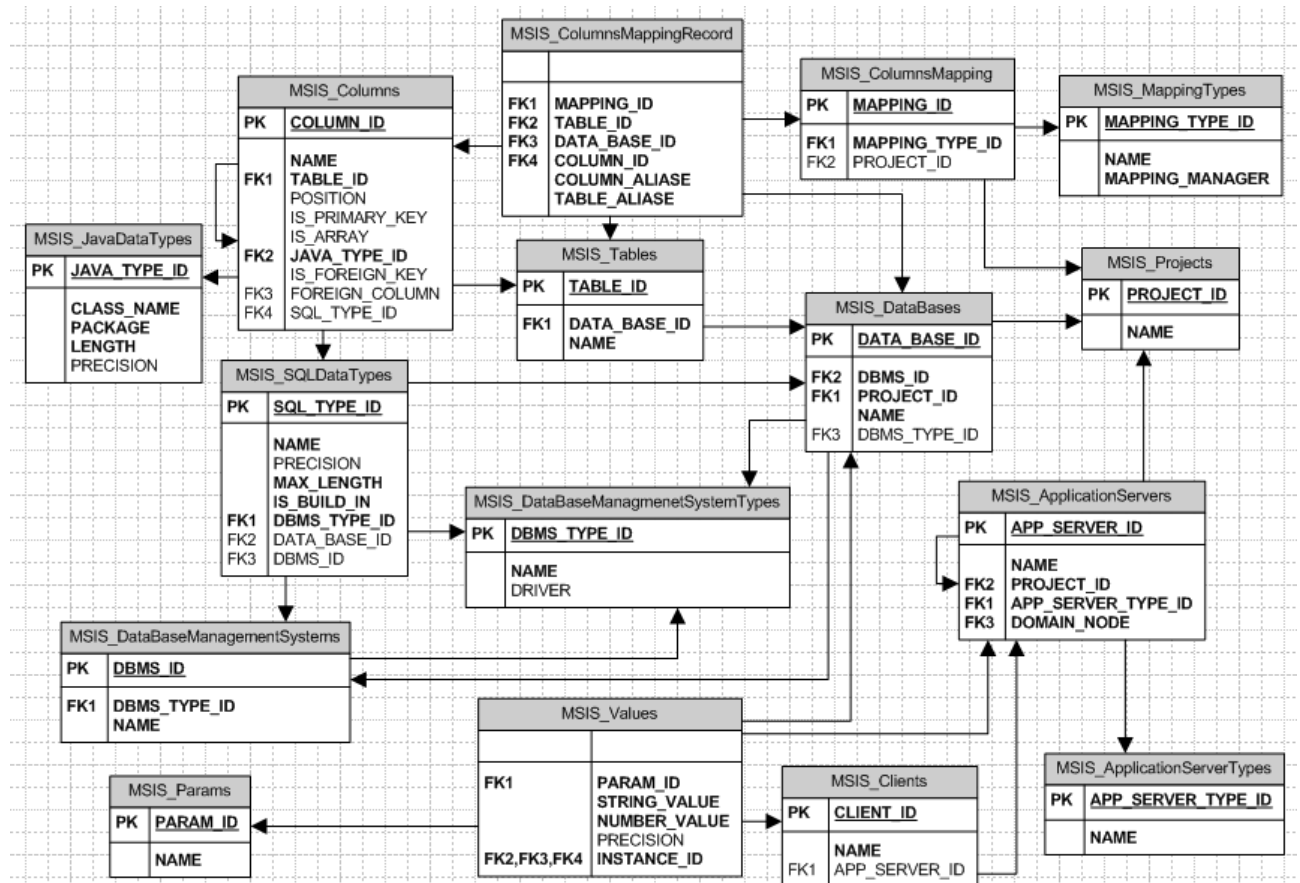 MSIS_ColumnsMappingRecord
FK1 MAPPING_ID
FK2 TABLE_ID
FK3 DATA_BASE_ID
FK4 COLUMN_ID
COLUMN_ALIASE
TABLE_ALIASE
MSIS_ColumnsMapping
PK MAPPING_ID
FK1 MAPPING_TYPE_ID
FK2 PROJECT_ID
MSIS_MappingTypes
PK MAPPING_TYPE_ID
NAME
MAPPING_MANAGER
MSIS_Columns
PK COLUMN_ID
NAME
FK1 TABLE_ID
POSITION
IS_PRIMARY_KEY
IS_ARRAY
FK2 JAVA_TYPE_ID
IS_FOREIGN_KEY
FK3 FOREIGN_COLUMN
FK4 SQL_TYPE_ID
MSIS_JavaDataTypes
PK JAVA_TYPE_ID
CLASS_NAME
PACKAGE
LENGTH
PRECISION
MSIS_Tables
PK TABLE_ID
FK1 DATA_BASE_ID
NAME
MSIS_Projects
PK PROJECT_ID
NAME
MSIS_DataBases
PK DATA_BASE_ID
FK2 DBMS_ID
FK1 PROJECT_ID
NAME
FK3 DBMS_TYPE_ID
MSIS_SQLDataTypes
PK SQL_TYPE_ID
NAME
PRECISION
MAX_LENGTH
IS_BUILD_IN
FK1 DBMS_TYPE_ID
FK2 DATA_BASE_ID
FK3 DBMS_ID
MSIS_DataBaseManagmenetSystemTypes
PK DBMS_TYPE_ID
NAME
DRIVER
MSIS_ApplicationServers
PK APP_SERVER_ID
NAME
FK2 PROJECT_ID
FK1 APP_SERVER_TYPE_ID
FK3 DOMAIN_NODE
MSIS_DataBaseManagementSystems
PK DBMS_ID
FK1 DBMS_TYPE_ID
NAME
MSIS_Values
FK1 PARAM_ID
STRING_VALUE
NUMBER_VALUE
PRECISION
FK2,FK3,FK4 INSTANCE_ID
MSIS_Params
PK PARAM_ID
NAME
MSIS_Clients
PK CLIENT_ID
NAME
FK1 APP_SERVER_ID
MSIS_ApplicationServerTypes
PK APP_SERVER_TYPE_ID
NAME